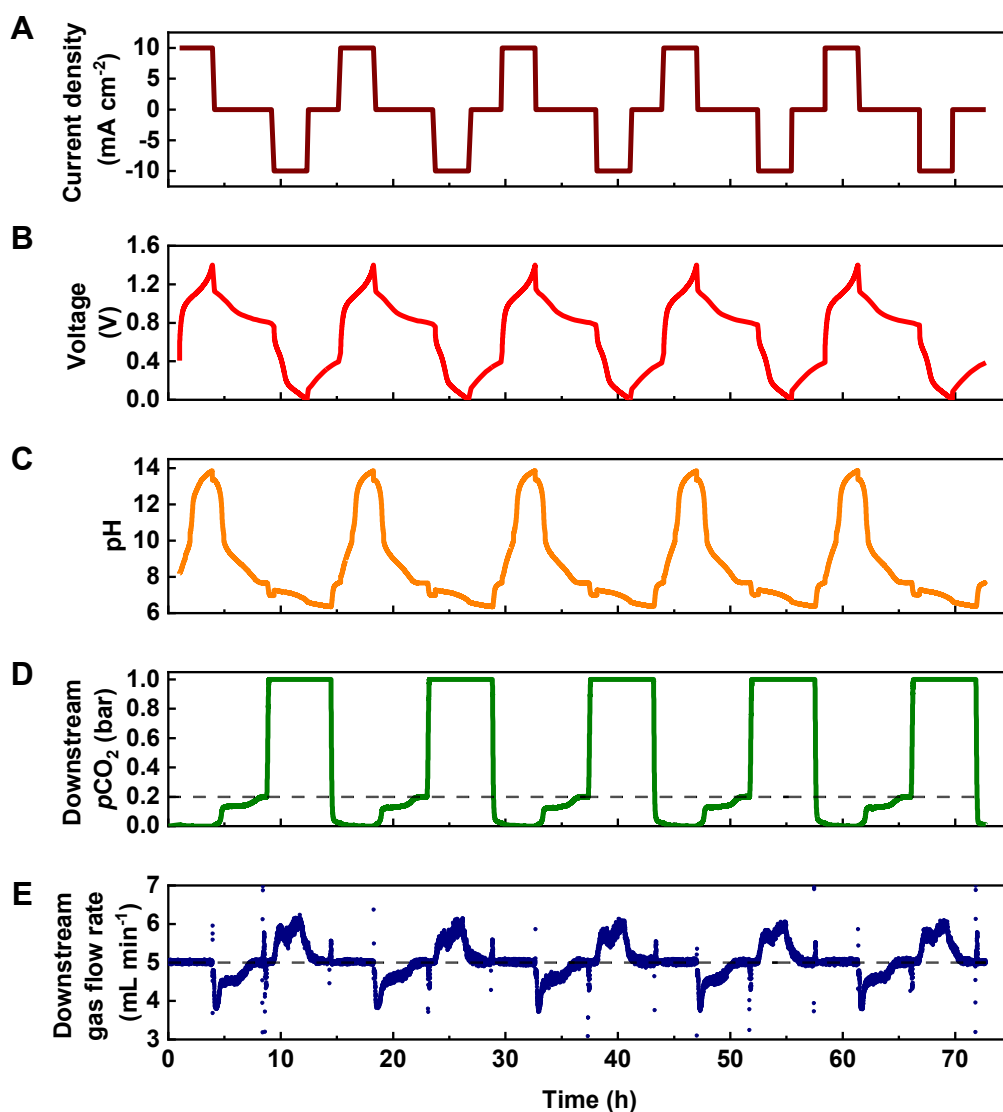 A
Current density
(mA cm⁻²)
10
5
0
-5
-10
B
Voltage
(V)
1.6
1.2
0.8
0.4
0.0
C
pH
14
12
10
8
6
D
Downstream
pCO₂ (bar)
1.0
0.8
0.6
0.4
0.2
0.0
E
Downstream
gas flow rate
(mL min⁻¹)
7
6
5
4
3
0 10 20 30 40 50 60 70
Time (h)